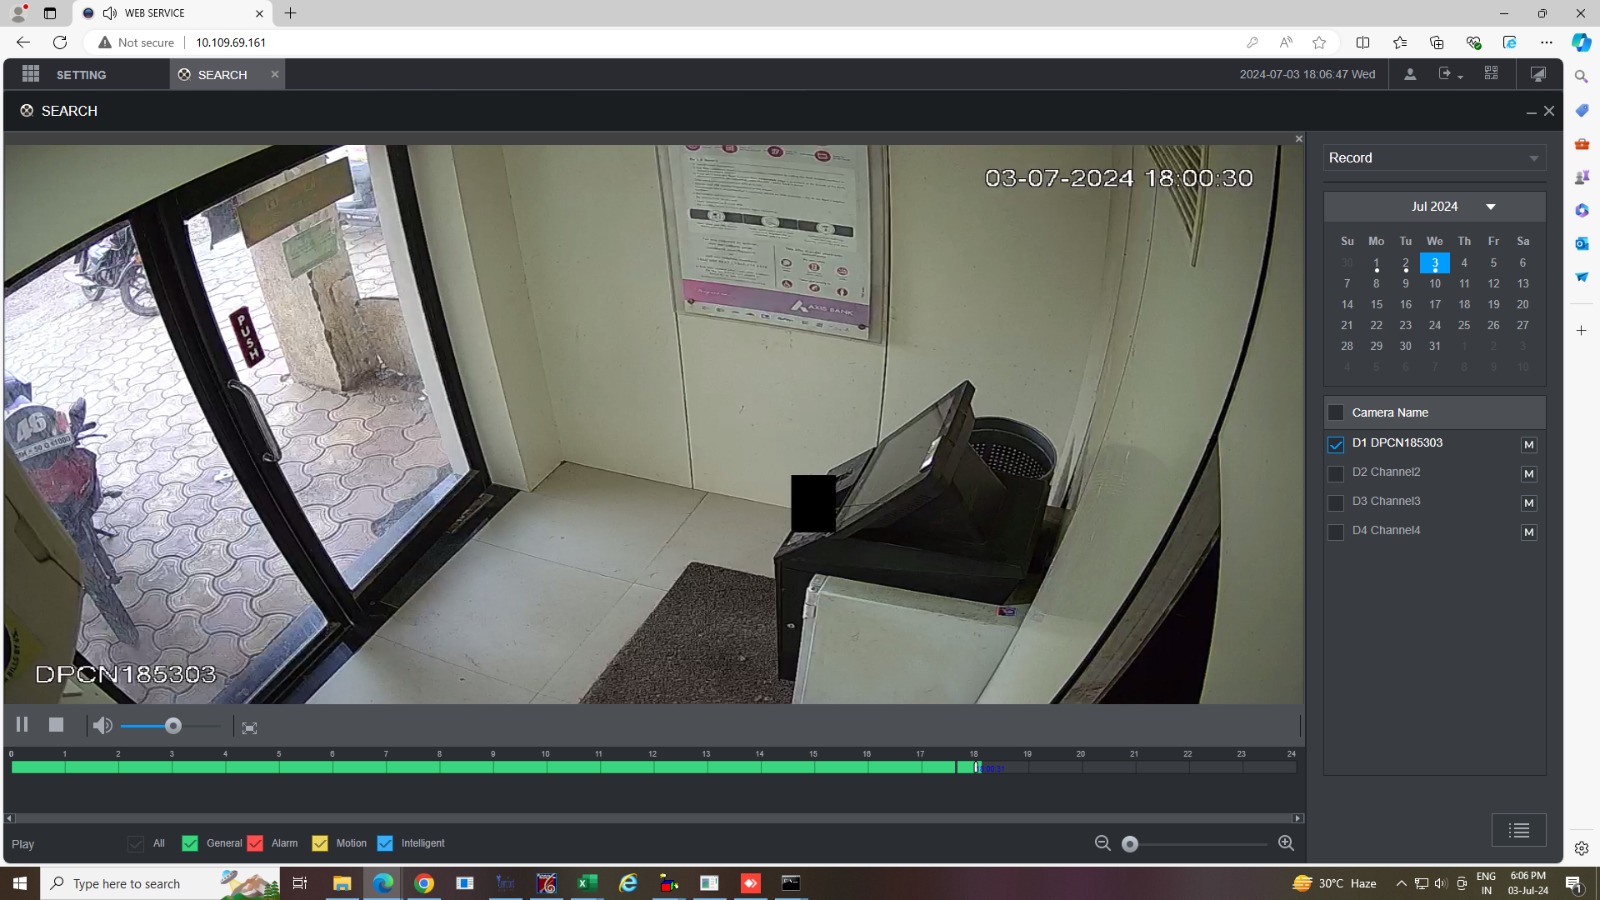 WEB SERVICE
Not secure
10.109.69.161
SETTING
SEARCH
2024-07-03 18:06:47 Wed
SEARCH
03-07-2024 18:00:30
AXIS BANK
PUSH
46
DPCN185303
Record
Jul 2024
Su Mo Tu We Th Fr Sa
30 1 2 3 4 5 6
7 8 9 10 11 12 13
14 15 16 17 18 19 20
21 22 23 24 25 26 27
28 29 30 31 1 2 3
4 5 6 7 8 9 10
Camera Name
D1 DPCN185303 M
D2 Channel2 M
D3 Channel3 M
D4 Channel4 M
0 1 2 3 4 5 6 7 8 9 10 11 12 13 14 15 16 17 18 19 20 21 22 23 24
Play
All General Alarm Motion Intelligent
Type here to search
30°C Haze
ENG
IN
6:06 PM
03-Jul-24
1